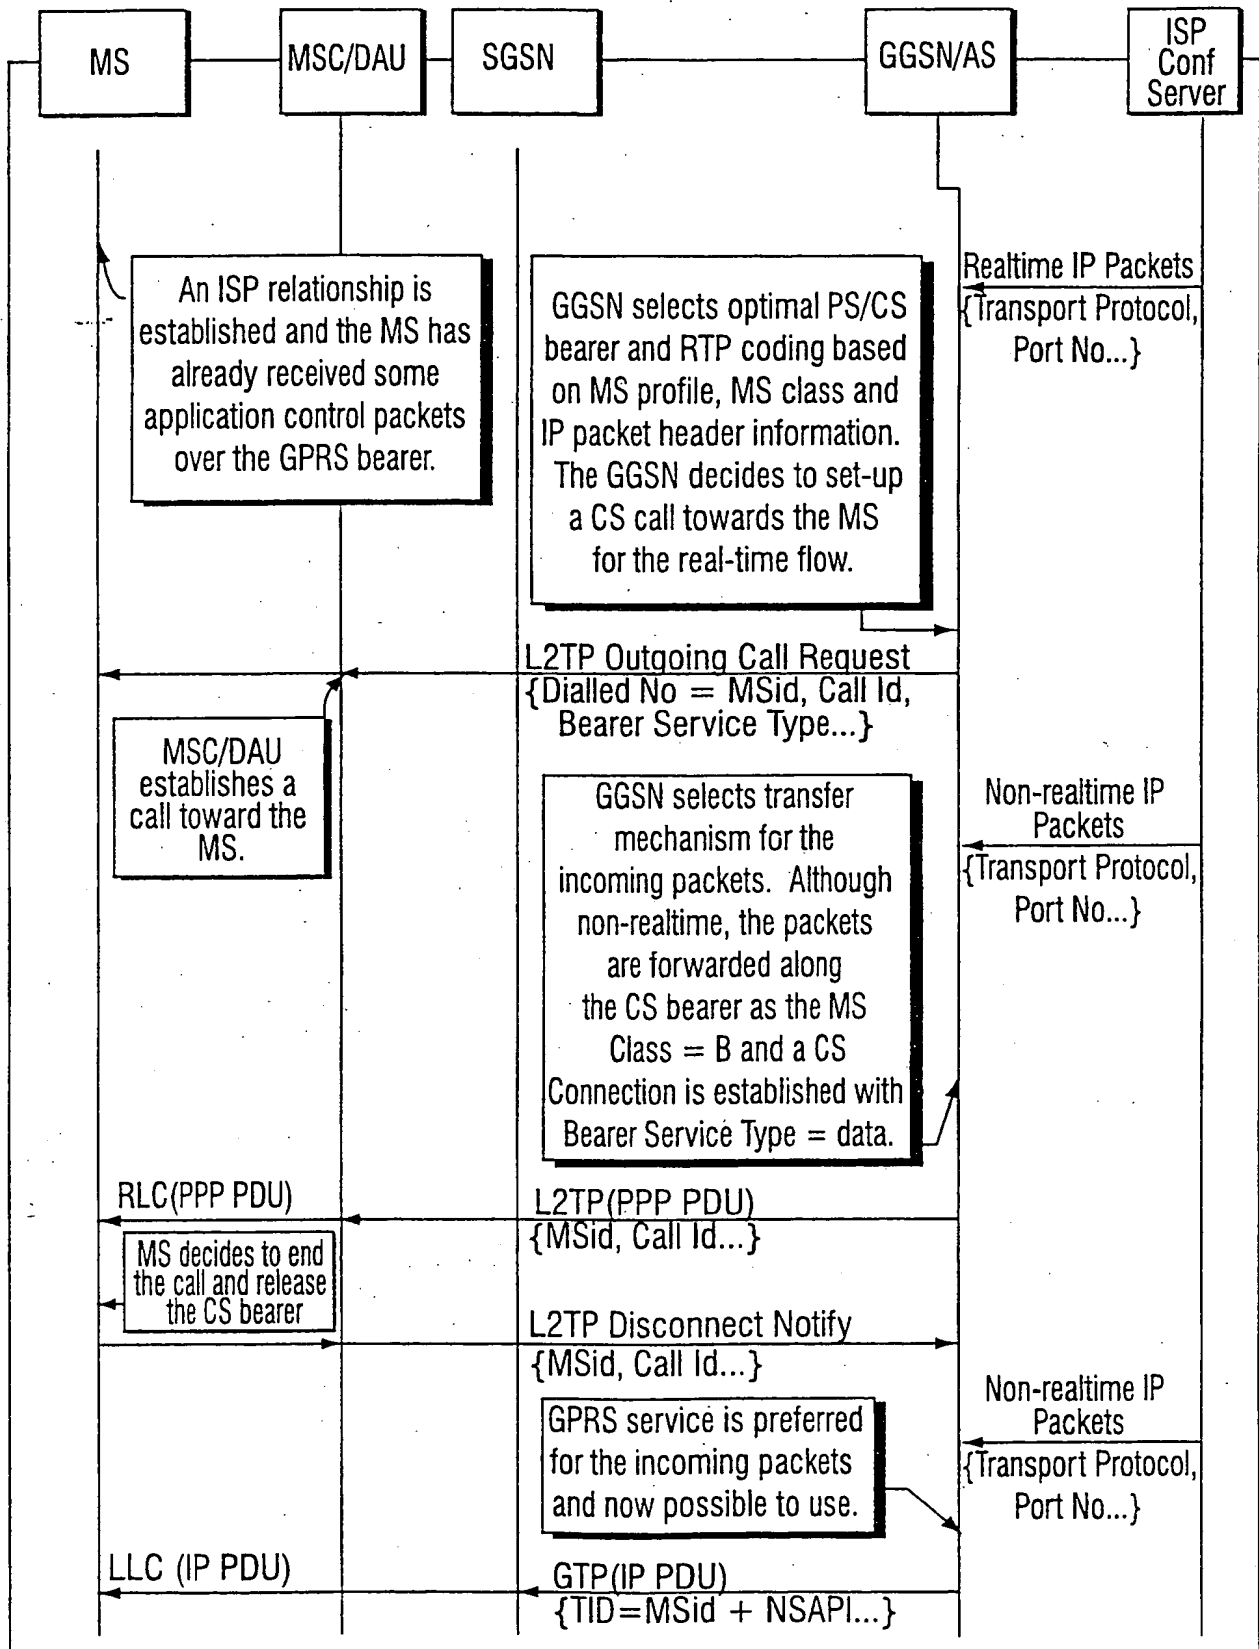 MS
MSC/DAU
SGSN
GGSN/AS
ISP
Conf
Server
An ISP relationship is
established and the MS has
already received some
application control packets
over the GPRS bearer.
GGSN selects optimal PS/CS
bearer and RTP coding based
on MS profile, MS class and
IP packet header information.
The GGSN decides to set-up
a CS call towards the MS
for the real-time flow.
Realtime IP Packets
{Transport Protocol,
Port No...}
L2TP Outgoing Call Request
{Dialled No = MSid, Call Id,
Bearer Service Type...}
MSC/DAU
establishes a
call toward the
MS.
GGSN selects transfer
mechanism for the
incoming packets. Although
non-realtime, the packets
are forwarded along
the CS bearer as the MS
Class = B and a CS
Connection is established with
Bearer Service Type = data.
Non-realtime IP
Packets
{Transport Protocol,
Port No...}
RLC(PPP PDU)
L2TP(PPP PDU)
{MSid, Call Id...}
MS decides to end
the call and release
the CS bearer
L2TP Disconnect Notify
{MSid, Call Id...}
GPRS service is preferred
for the incoming packets
and now possible to use.
Non-realtime IP
Packets
{Transport Protocol,
Port No...}
LLC (IP PDU)
GTP(IP PDU)
{TID=MSid + NSAPI...}